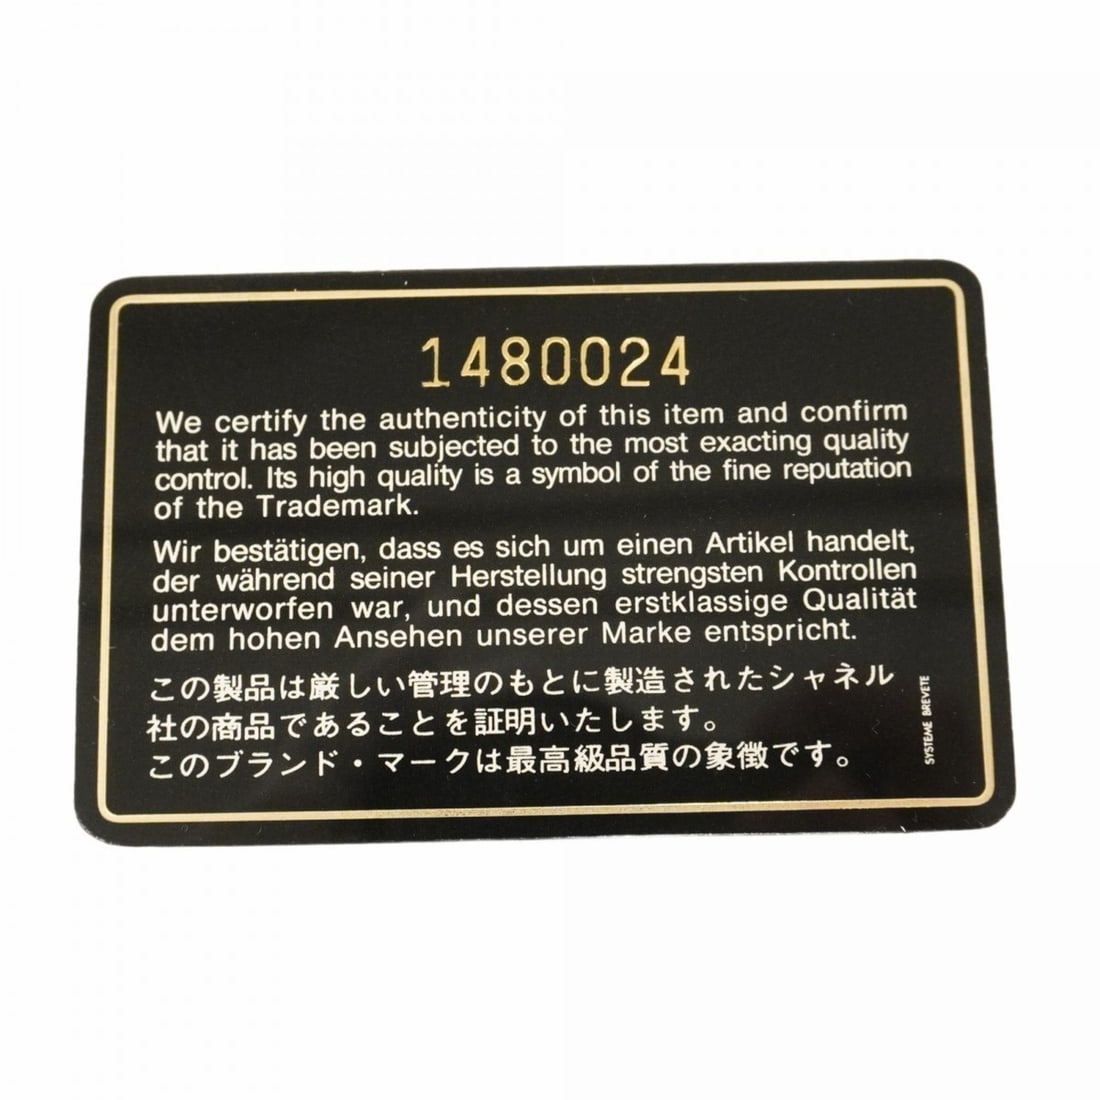 1480024
We certify the authenticity of this item and confirm
that it has been subjected to the most exacting quality
control. Its high quality is a symbol of the fine reputation
of the Trademark.
Wir bestätigen, dass es sich um einen Artikel handelt,
der während seiner Herstellung strengsten Kontrollen
unterworfen war, und dessen erstklassige Qualität
dem hohen Ansehen unserer Marke entspricht.
この製品は厳しい管理のもとに製造されたシャネル
社の商品であることを証明いたします。
このブランド・マークは最高級品質の象徴です。
SYSTEME BREVETE